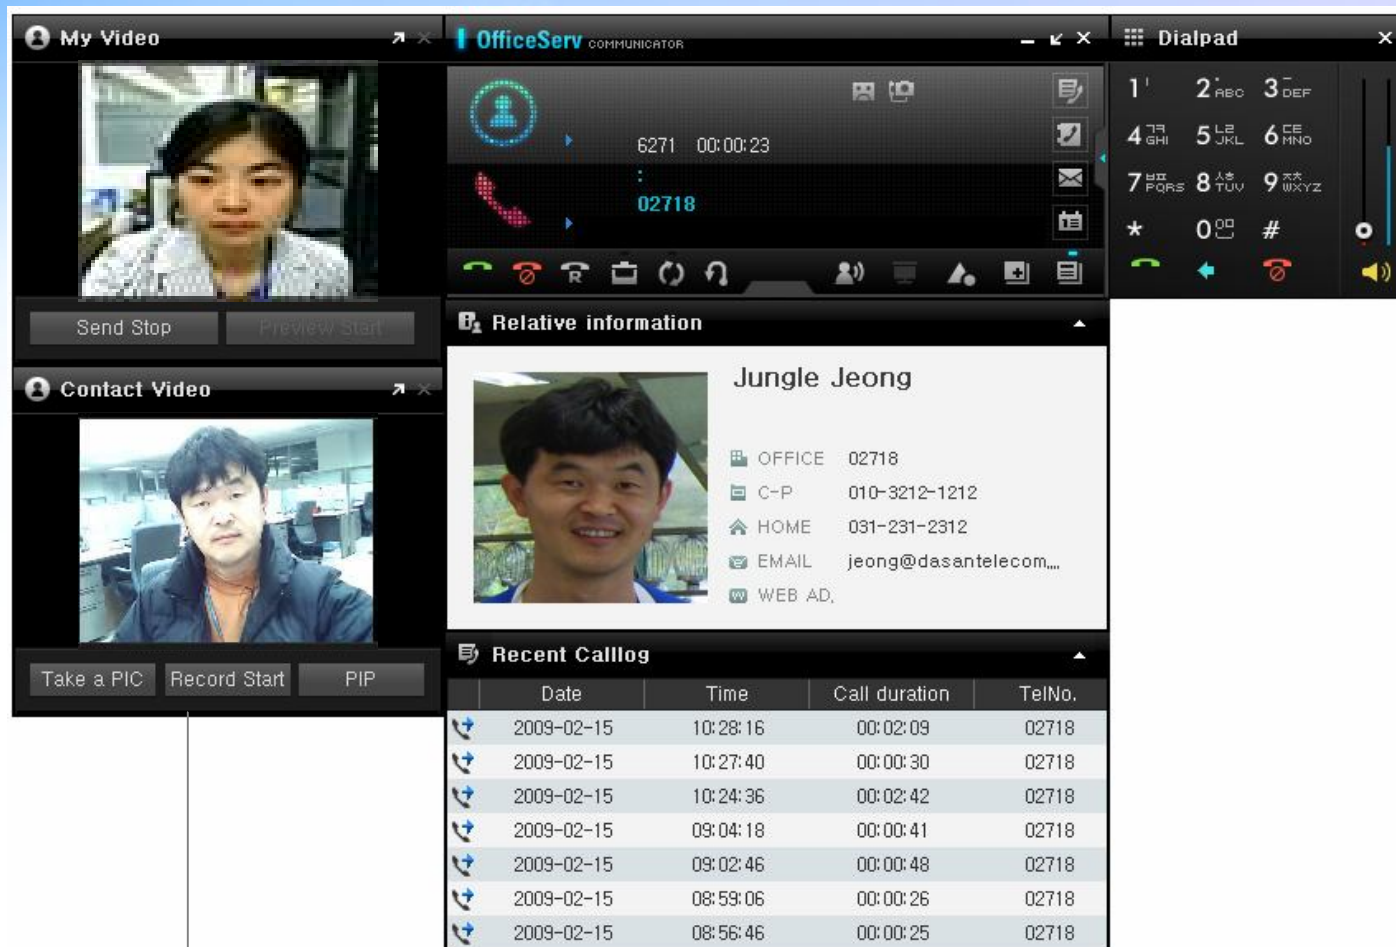 My Video
Send Stop Preview Start
Contact Video
Take a PIC Record Start PIP
OfficeServ COMMUNICATOR
6271 00:00:23
:
02718
Relative information
Jungle Jeong
OFFICE 02718
C-P 010-3212-1212
HOME 031-231-2312
EMAIL jeong@dasantelecom,...
WEB AD,
Recent Calllog
Date Time Call duration TelNo.
2009-02-15 10:28:16 00:02:09 02718
2009-02-15 10:27:40 00:00:30 02718
2009-02-15 10:24:36 00:02:42 02718
2009-02-15 09:04:18 00:00:41 02718
2009-02-15 09:02:46 00:00:48 02718
2009-02-15 08:59:06 00:00:26 02718
2009-02-15 08:56:46 00:00:25 02718
Dialpad
1 2 ABC 3 DEF
4 ㄱㅋ GHI 5 ㄴㄹ JKL 6 ㄷㅌ MNO
7 ㅂㅍ PQRS 8 ㅅㅎ TUV 9 ㅈㅊ WXYZ
* 0 ㅇㅁ #